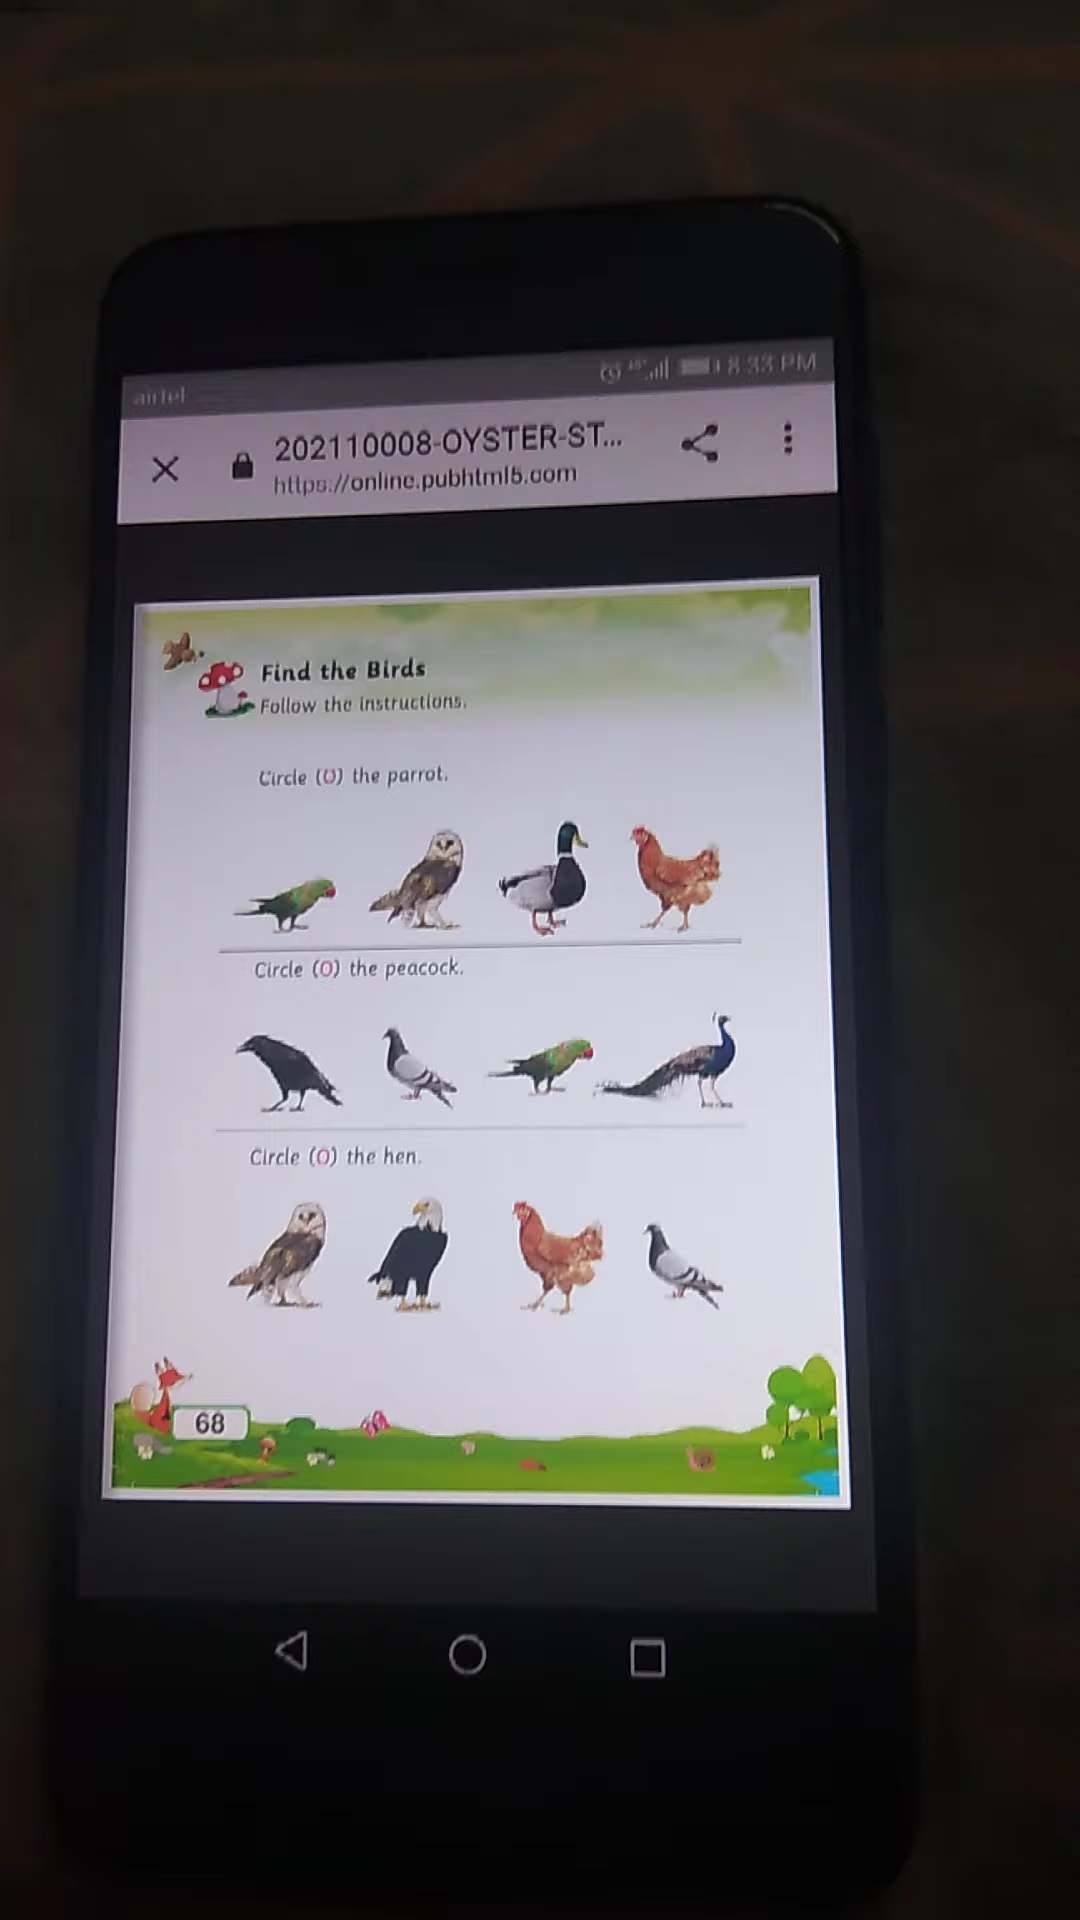 airtel
8:33 PM
202110008-OYSTER-ST...
https://online.pubhtml5.com
Find the Birds
Follow the instructions.
Circle (O) the parrot.
Circle (O) the peacock.
Circle (O) the hen.
68